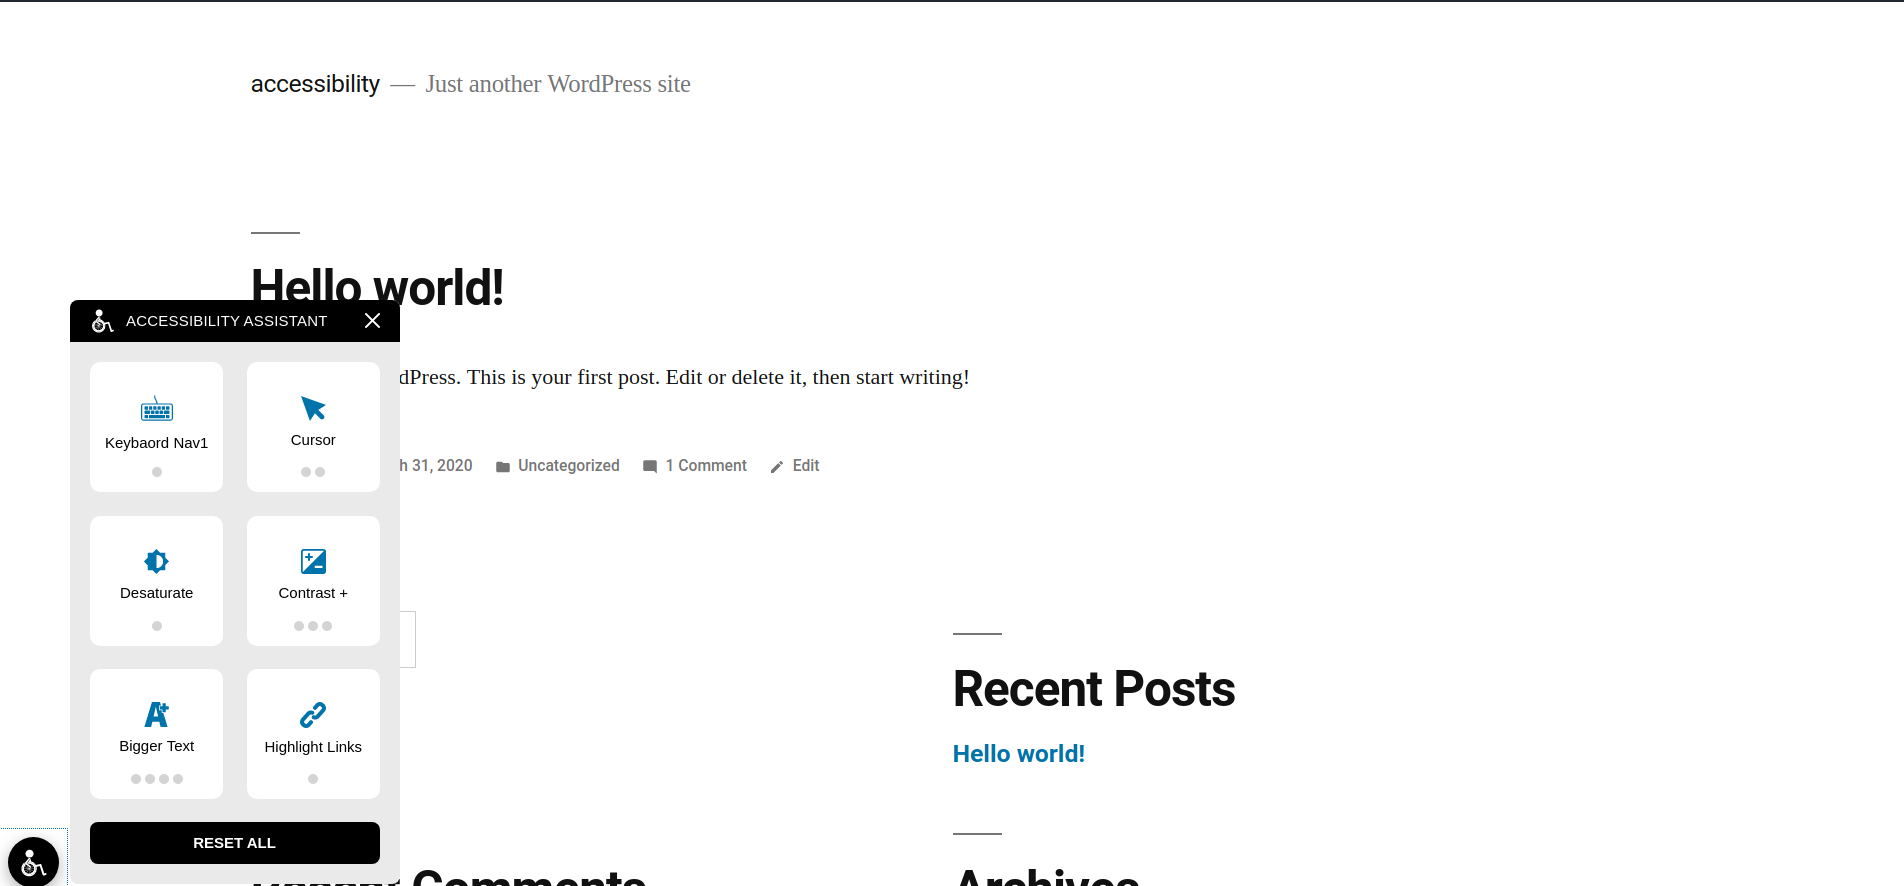 accessibility — Just another WordPress site
Hello world!
ACCESSIBILITY ASSISTANT
Keybaord Nav1
Cursor
Desaturate
Contrast +
Bigger Text
Highlight Links
RESET ALL
dPress. This is your first post. Edit or delete it, then start writing!
h 31, 2020 Uncategorized 1 Comment Edit
Recent Posts
Hello world!
Recent Comments
Archives